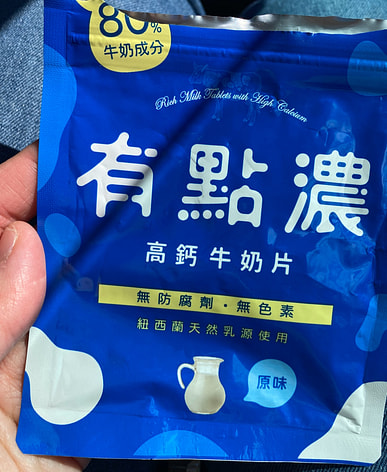 80%
牛奶成分
Rich Milk Tablets with High Calcium
有點濃
高鈣牛奶片
無防腐劑・無色素
紐西蘭天然乳源使用
原味